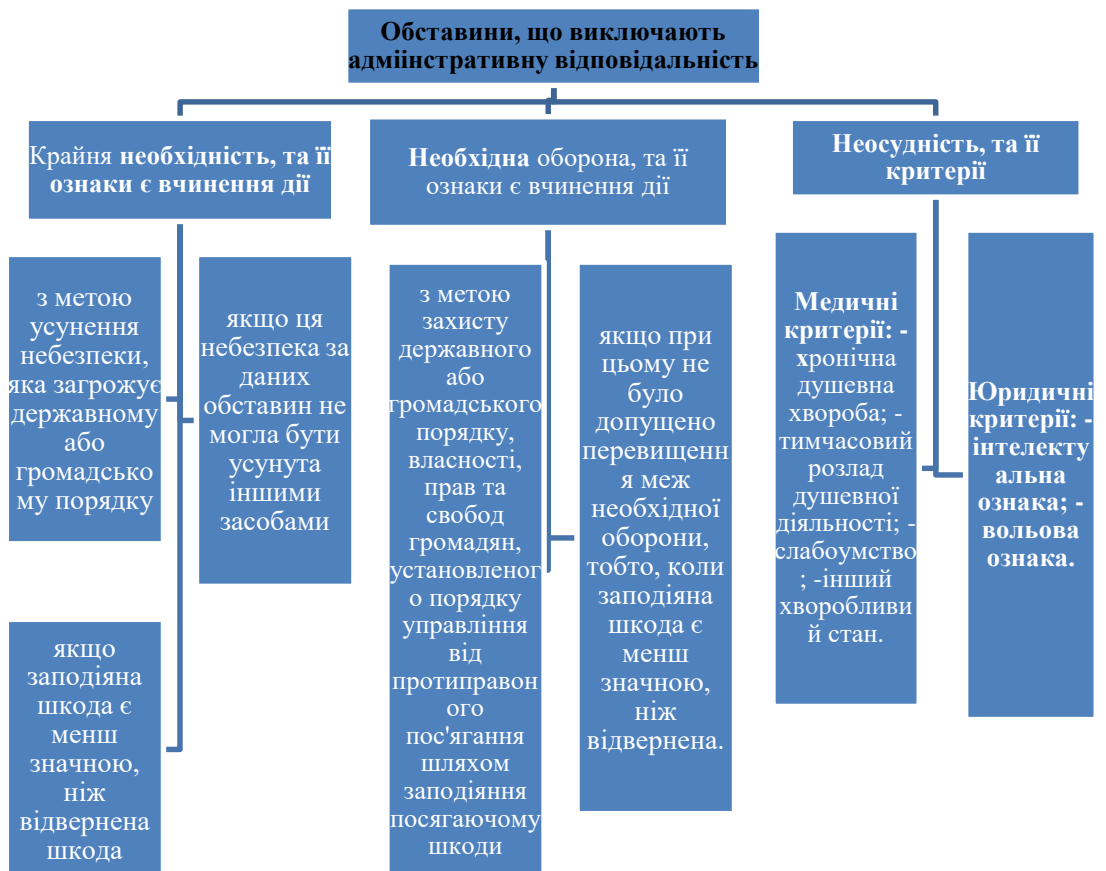 Обставини, що виключають
адміінстративну відповідальність
Крайня необхідність, та її
ознаки є вчинення дії
з метою
усунення
небезпеки,
яка загрожує
державному
або
громадсько
му порядку
якщо ця
небезпека за
даних
обставин не
могла бути
усунута
іншими
засобами
якщо
заподіяна
шкода є
менш
значною,
ніж
відвернена
шкода
Необхідна оборона, та її
ознаки є вчинення дії
з метою
захисту
державного
або
громадського
порядку,
власності,
прав та
свобод
громадян,
установленог
о порядку
управління
від
протиправон
ого
пос'ягання
шляхом
заподіяння
посягаючому
шкоди
якщо при
цьому не
було
допущено
перевищенн
я меж
необхідної
оборони,
тобто, коли
заподіяна
шкода є
менш
значною,
ніж
відвернена.
Неосудність, та її
критерії
Медичні
критерії: -
хронічна
душевна
хвороба; -
тимчасовий
розлад
душевної
діяльності; -
слабоумство
; -інший
хворобливи
й стан.
Юридичні
критерії: -
інтелекту
альна
ознака; -
вольова
ознака.